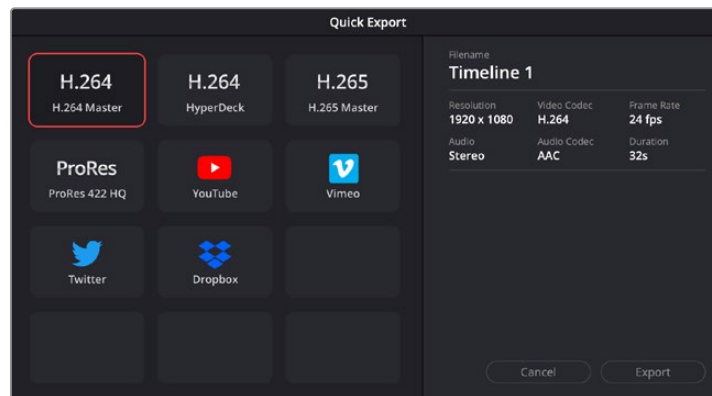 Quick Export
H.264
H.264 Master
H.264
HyperDeck
H.265
H.265 Master
ProRes
ProRes 422 HQ
YouTube
Vimeo
Twitter
Dropbox
Filename
Timeline 1
Resolution Video Codec Frame Rate
1920 x 1080 H.264 24 fps
Audio Audio Codec Duration
Stereo AAC 32s
Cancel Export